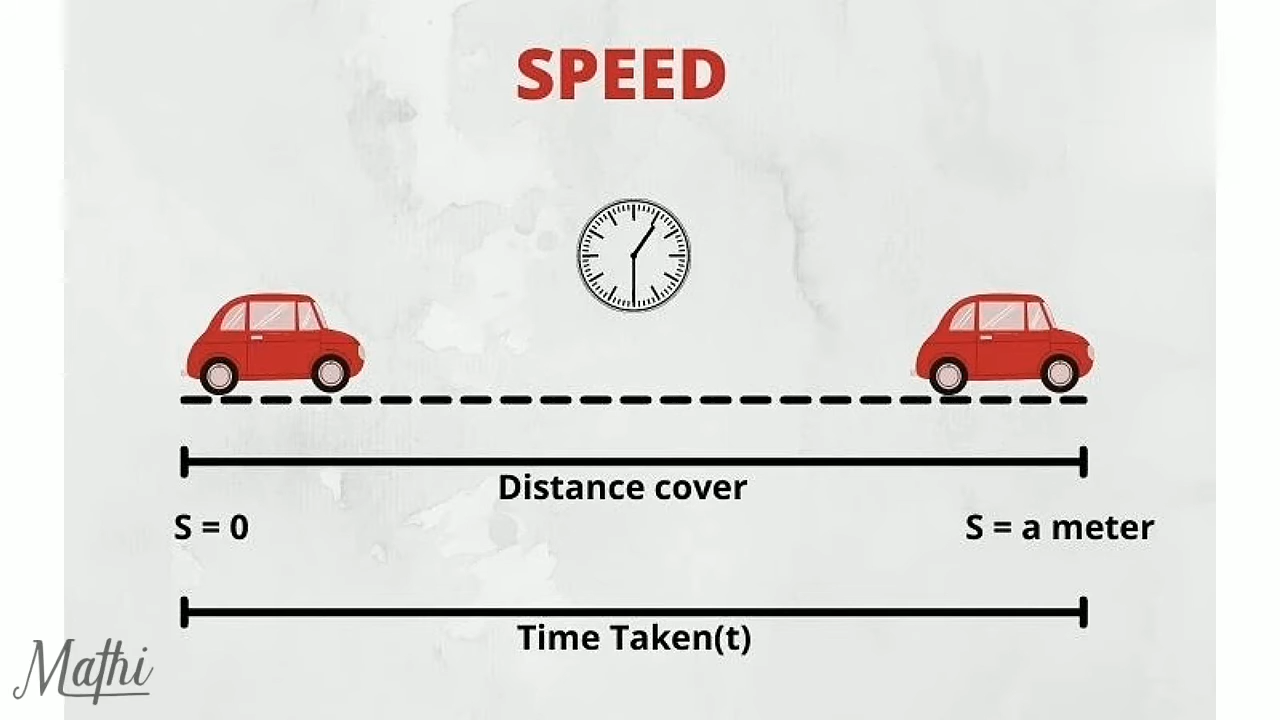 SPEED
Distance cover
S = 0
S = a meter
Time Taken(t)
Mathi